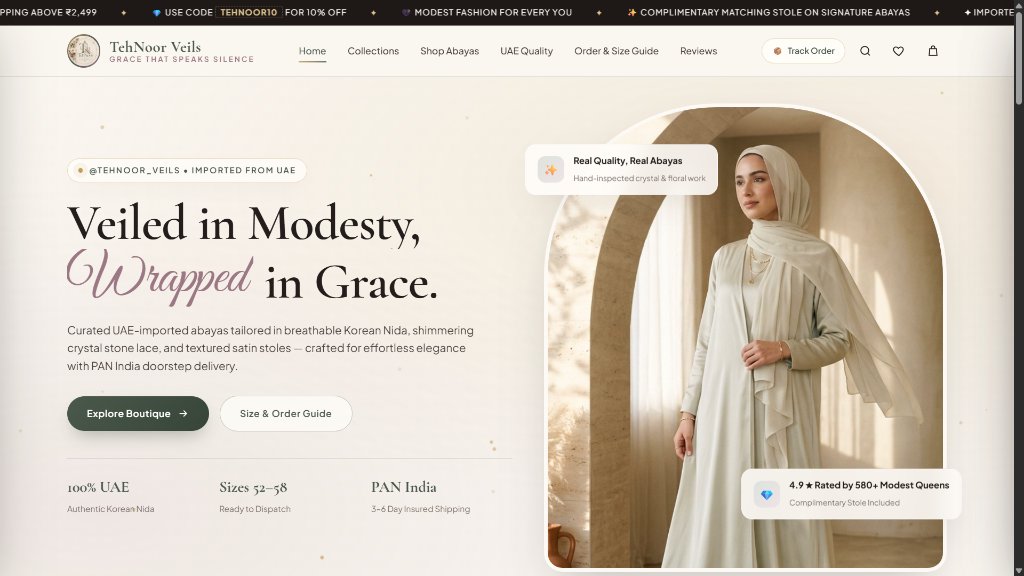 PPING ABOVE ₹2,499 ✦ 💎 USE CODE TEHNOOR10 FOR 10% OFF ✦ 🖤 MODEST FASHION FOR EVERY YOU ✦ ✨ COMPLIMENTARY MATCHING STOLE ON SIGNATURE ABAYAS ✦ ✦ IMPORTE
TehNoor Veils
GRACE THAT SPEAKS SILENCE
Home Collections Shop Abayas UAE Quality Order & Size Guide Reviews Track Order
@TEHNOOR_VEILS • IMPORTED FROM UAE
Veiled in Modesty,
Wrapped in Grace.
Curated UAE-imported abayas tailored in breathable Korean Nida, shimmering
crystal stone lace, and textured satin stoles — crafted for effortless elegance
with PAN India doorstep delivery.
Explore Boutique →
Size & Order Guide
100% UAE
Authentic Korean Nida
Sizes 52–58
Ready to Dispatch
PAN India
3–6 Day Insured Shipping
Real Quality, Real Abayas
Hand-inspected crystal & floral work
4.9 ★ Rated by 580+ Modest Queens
Complimentary Stole Included